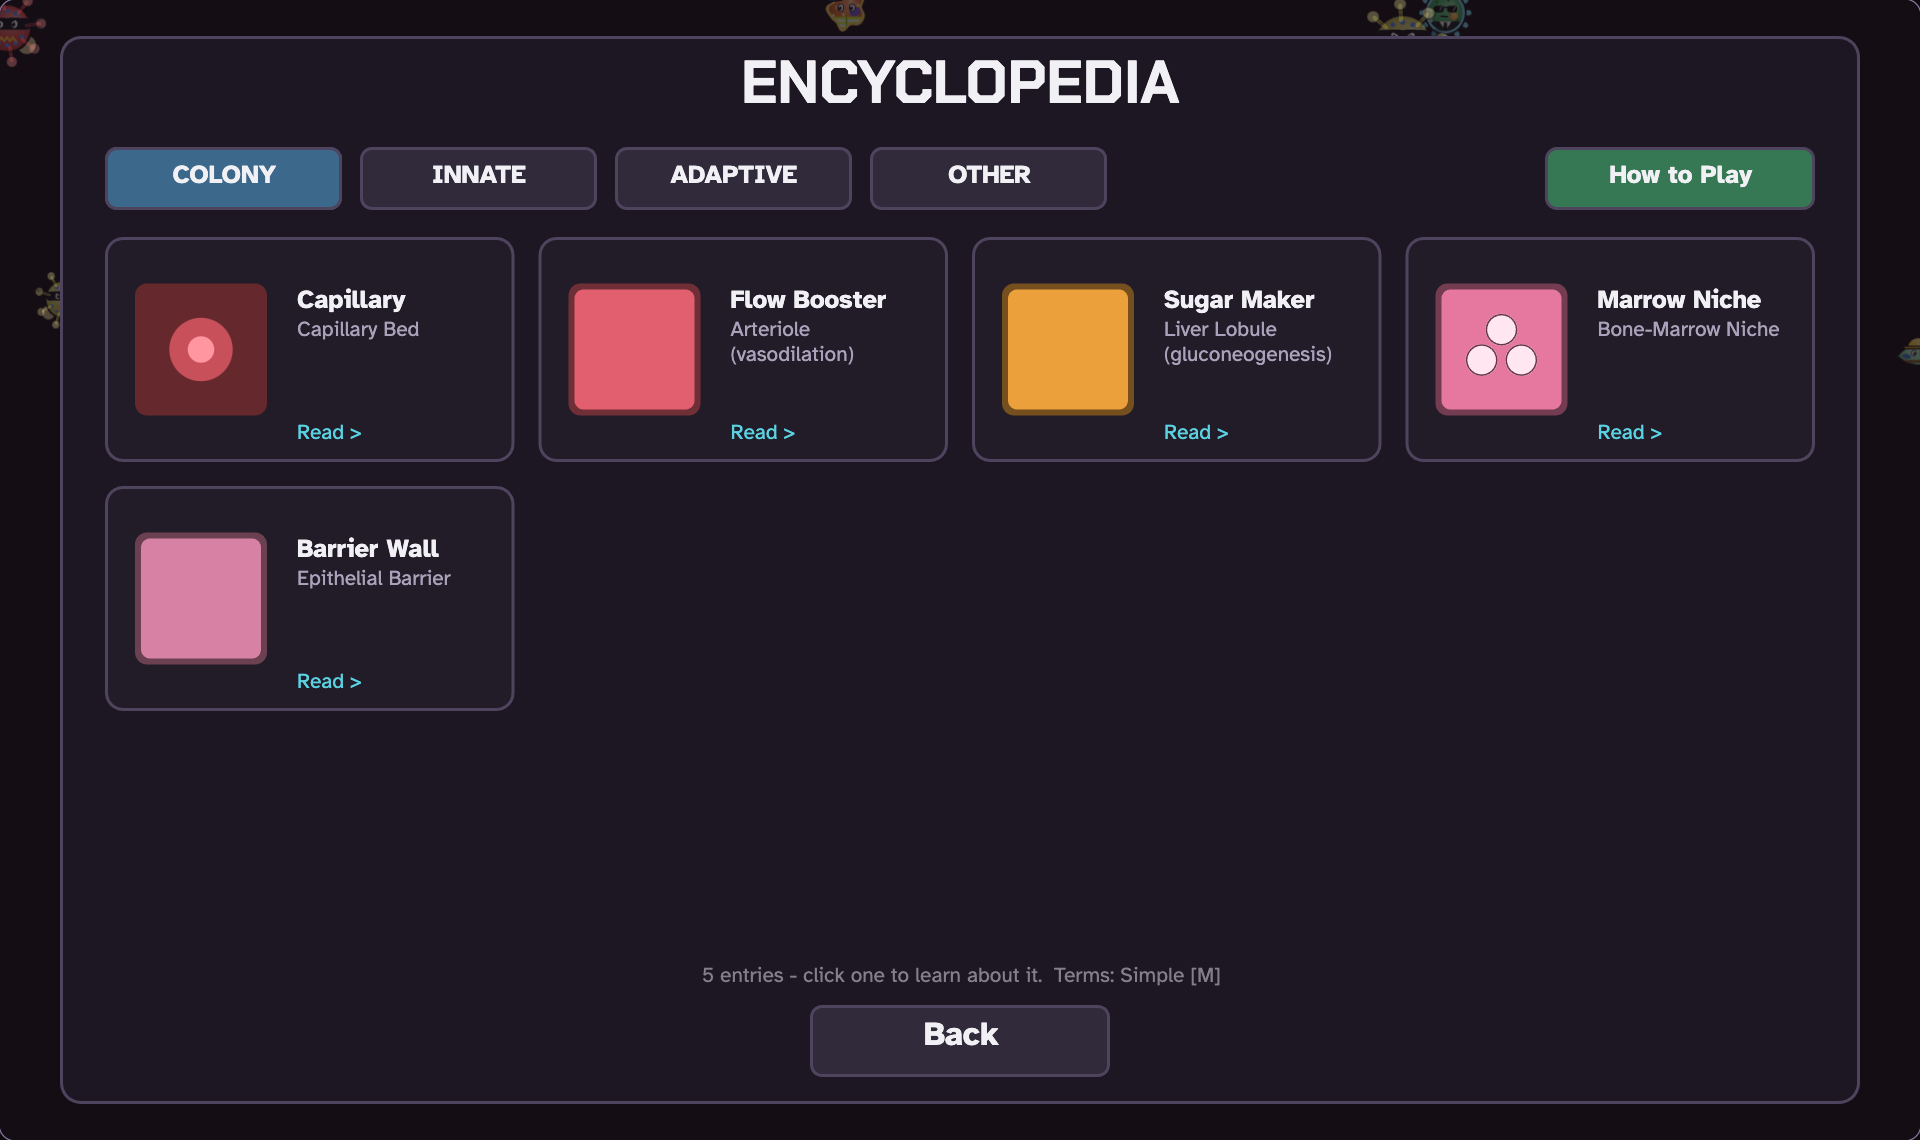 ENCYCLOPEDIA
COLONY
INNATE
ADAPTIVE
OTHER
How to Play
Capillary
Capillary Bed
Read >
Flow Booster
Arteriole
(vasodilation)
Read >
Sugar Maker
Liver Lobule
(gluconeogenesis)
Read >
Marrow Niche
Bone-Marrow Niche
Read >
Barrier Wall
Epithelial Barrier
Read >
5 entries - click one to learn about it.  Terms: Simple [M]
Back